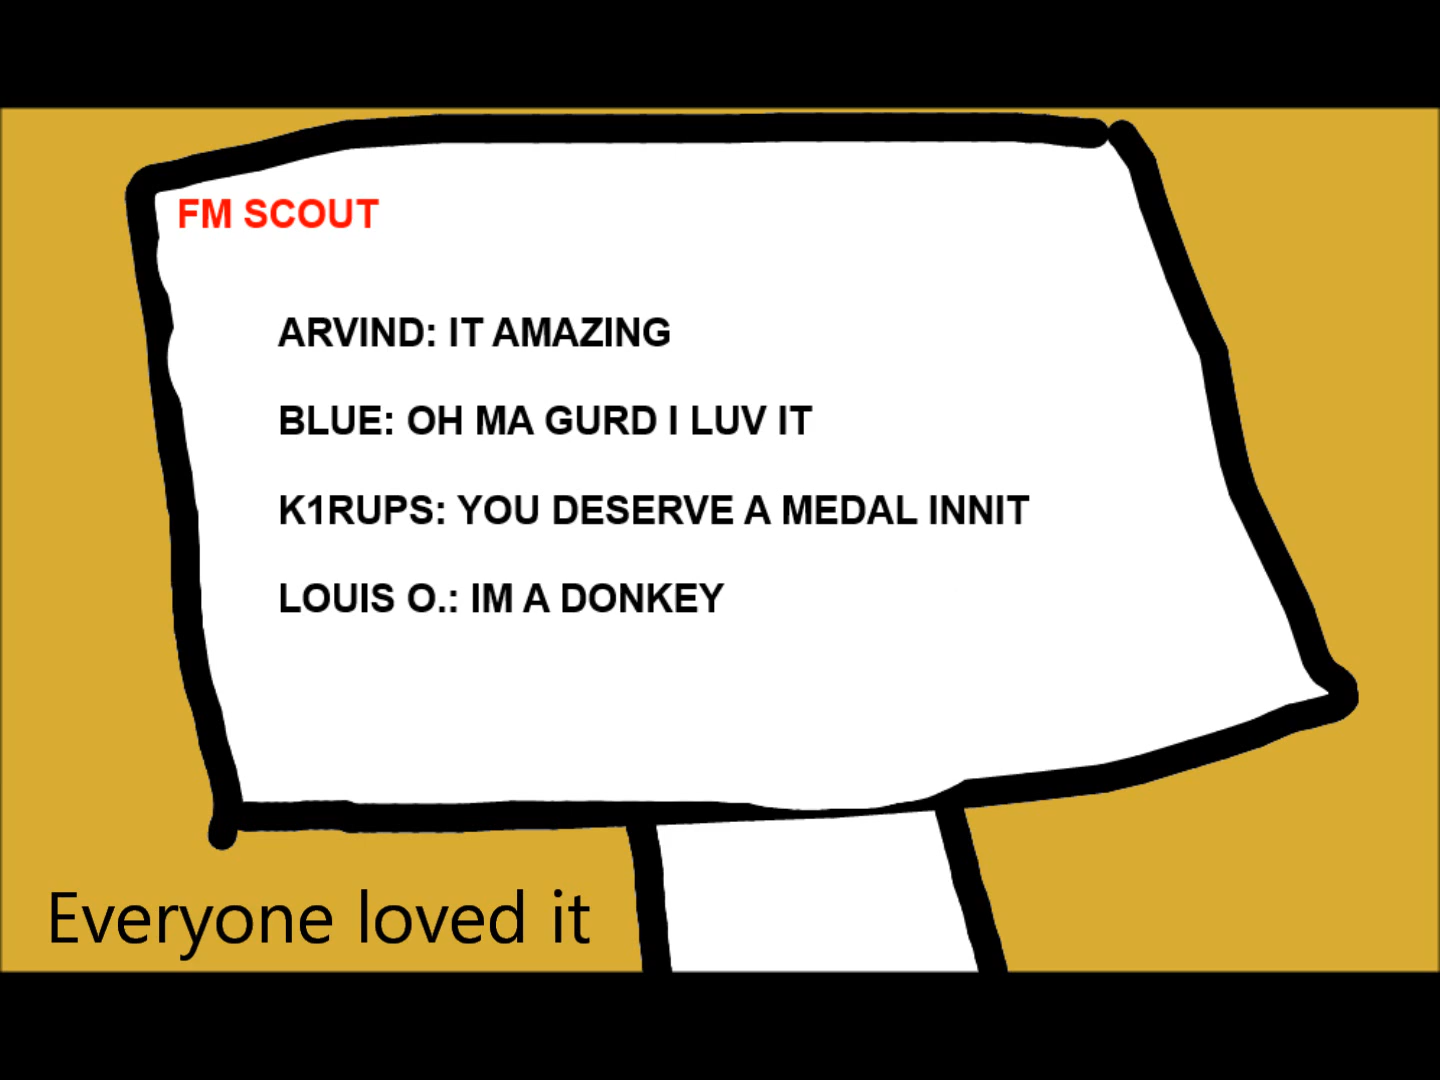 FM SCOUT
ARVIND: IT AMAZING
BLUE: OH MA GURD I LUV IT
K1RUPS: YOU DESERVE A MEDAL INNIT
LOUIS O.: IM A DONKEY
Everyone loved it